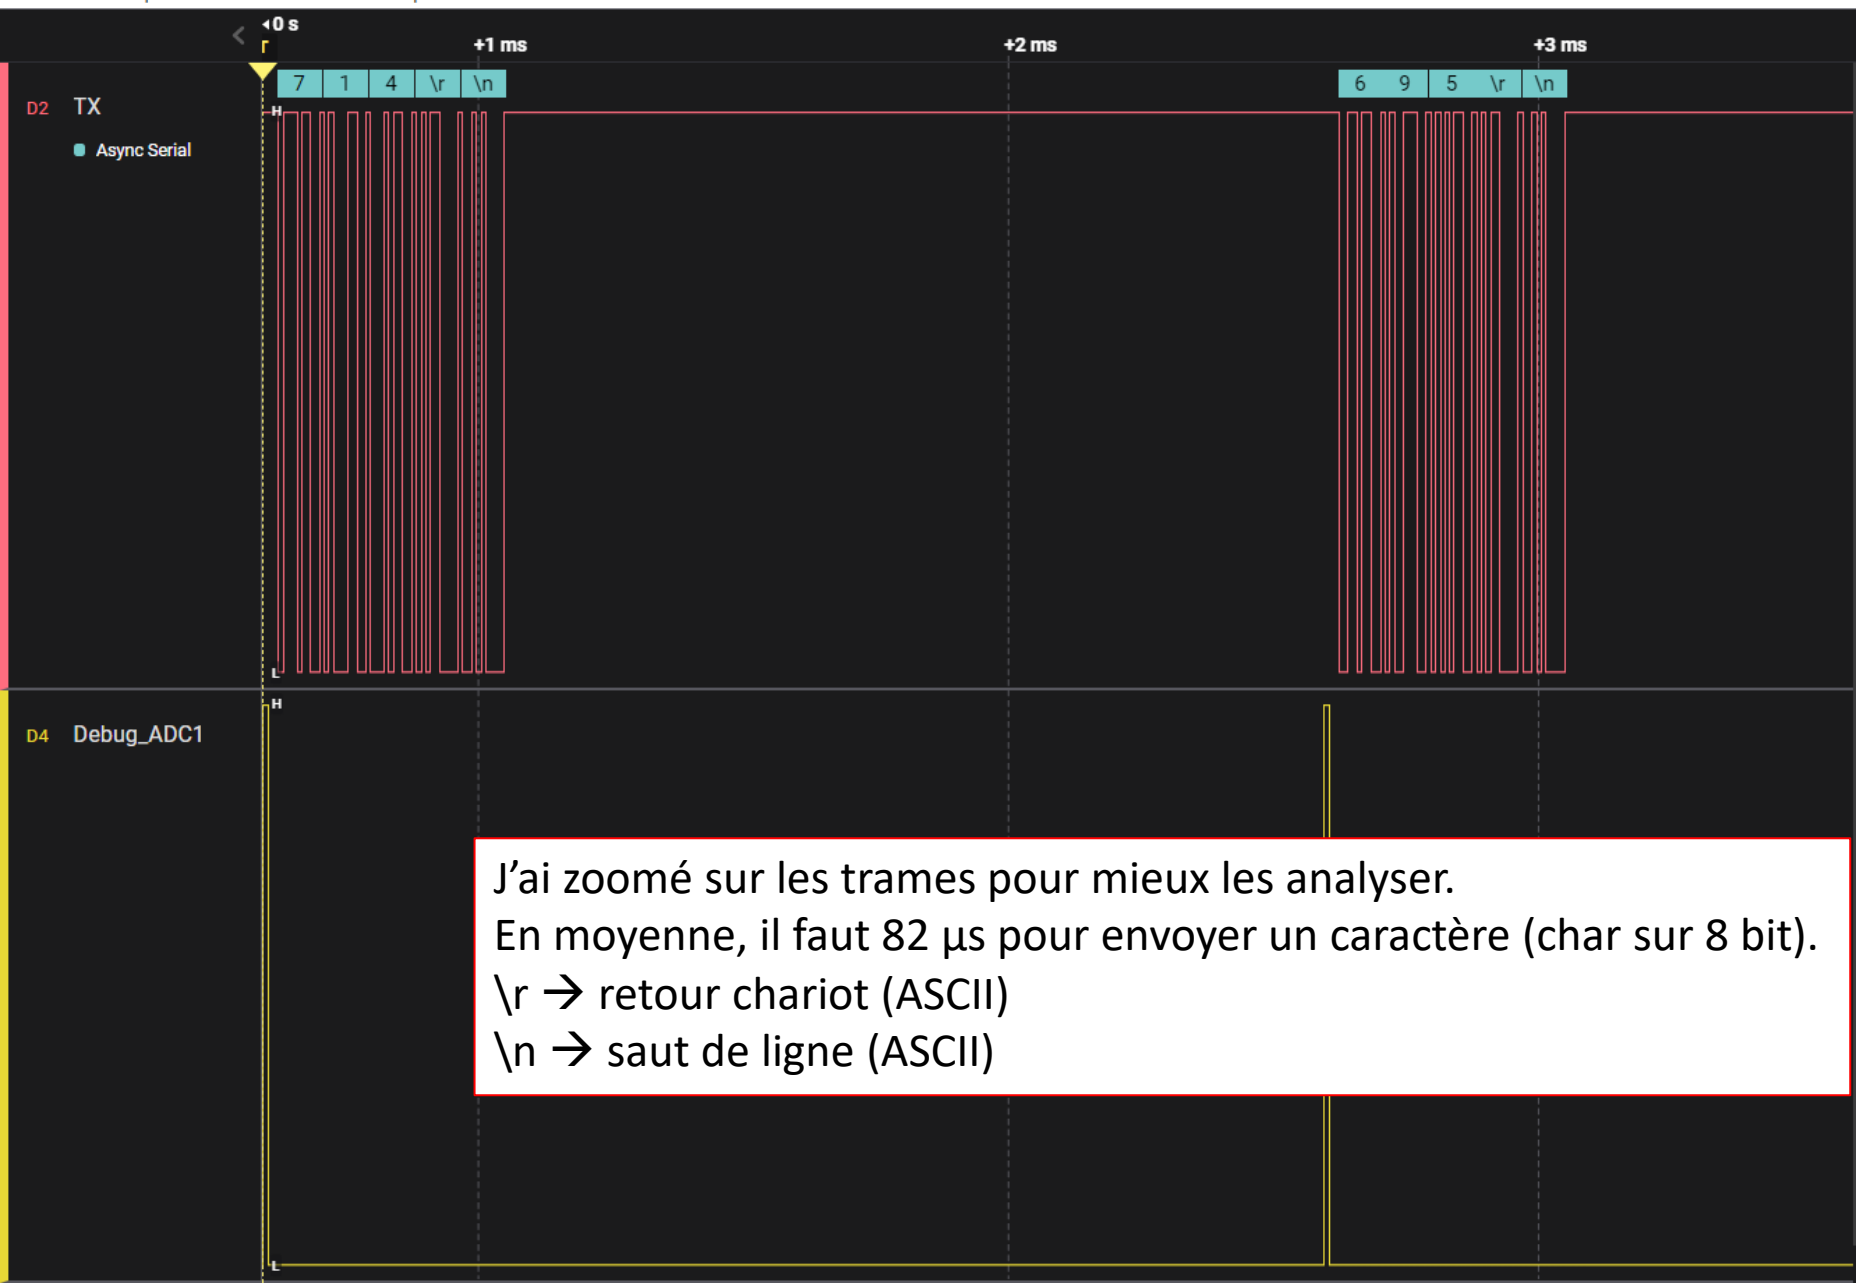 0 s
+1 ms
+2 ms
+3 ms
7 1 4 \r \n
6 9 5 \r \n
D2 TX
Async Serial
H
L
H
D4 Debug_ADC1
J’ai zoomé sur les trames pour mieux les analyser.
En moyenne, il faut 82 µs pour envoyer un caractère (char sur 8 bit).
\r → retour chariot (ASCII)
\n → saut de ligne (ASCII)
L